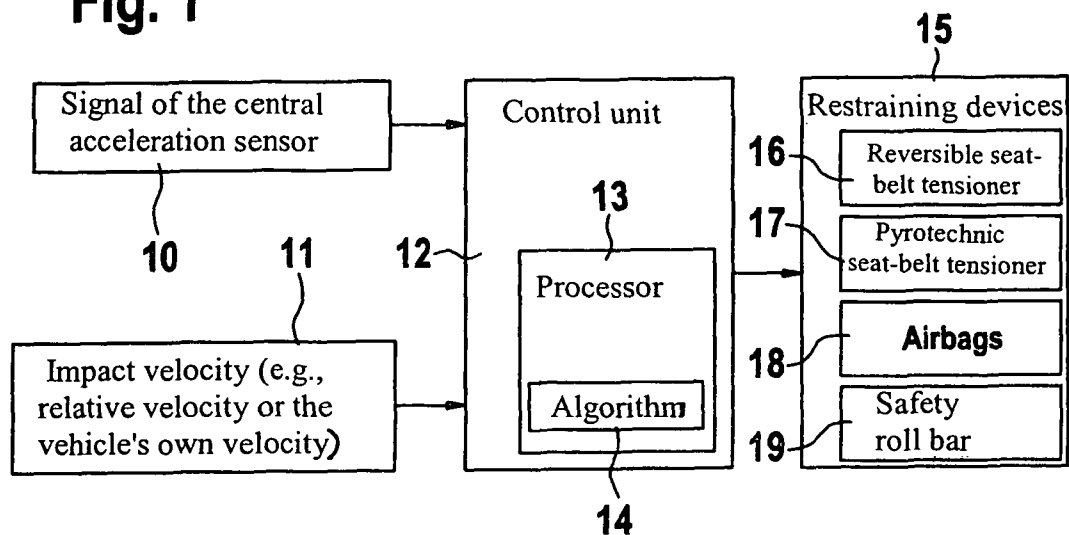 Fig. 1
15
Signal of the central
acceleration sensor
Control unit
Restraining devices
16
Reversible seat-
belt tensioner
10
11
12
13
17
Pyrotechnic
seat-belt tensioner
Processor
Impact velocity (e.g.,
relative velocity or the
vehicle's own velocity)
Algorithm
18
Airbags
19
Safety
roll bar
14